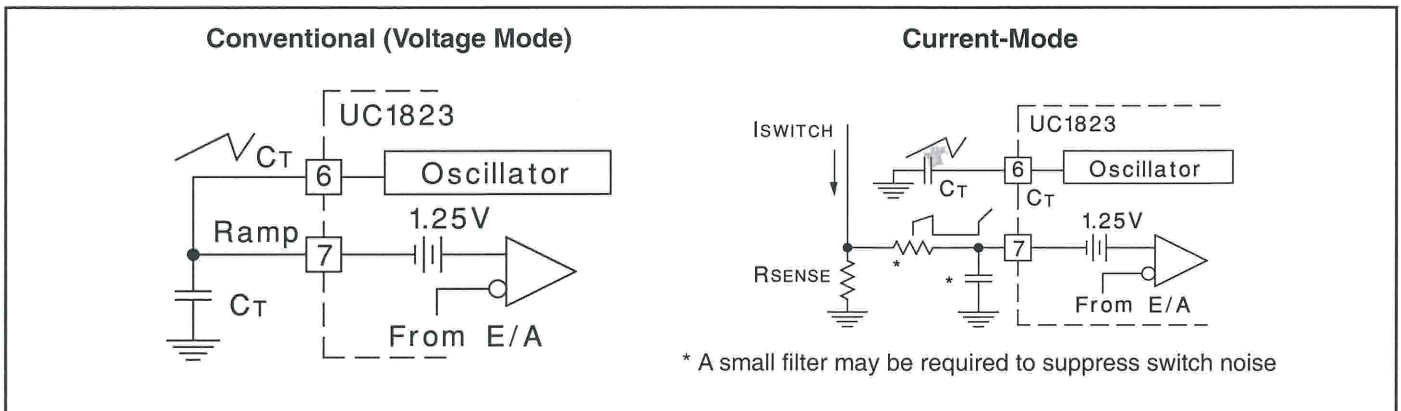 Conventional (Voltage Mode)
UC1823
CT
6
Oscillator
1.25V
Ramp
7
CT
From E/A
Current-Mode
ISWITCH
UC1823
6
Oscillator
CT
CT
1.25V
7
*
RSENSE
*
From E/A
* A small filter may be required to suppress switch noise